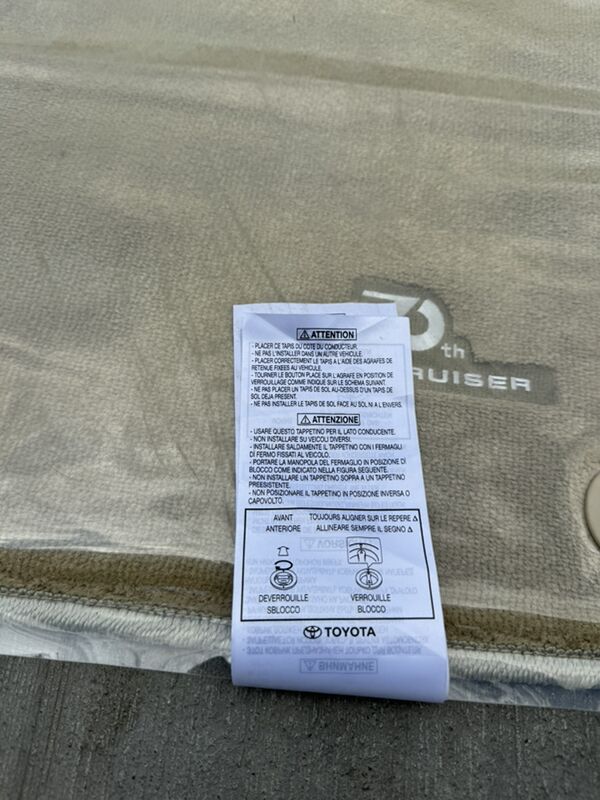 70th
RUISER
⚠ ATTENTION
- PLACER CE TAPIS DU COTE DU CONDUCTEUR.
- NE PAS L'INSTALLER DANS UN AUTRE VEHICULE.
- PLACER CORRECTEMENT LE TAPIS A L'AIDE DES AGRAFES DE
RETENUE FIXEES AU VEHICULE.
- TOURNER LE BOUTON PLACE SUR L'AGRAFE EN POSITION DE
VERROUILLAGE COMME INDIQUE SUR LE SCHEMA SUIVANT.
- NE PAS PLACER UN TAPIS DE SOL AU-DESSUS D'UN TAPIS DE
SOL DEJA PRESENT.
- NE PAS INSTALLER LE TAPIS DE SOL FACE AU SOL NI A L'ENVERS.
⚠ ATTENZIONE
- USARE QUESTO TAPPETINO PER IL LATO CONDUCENTE.
- NON INSTALLARE SU VEICOLI DIVERSI.
- INSTALLARE SALDAMENTE IL TAPPETINO CON I FERMAGLI
DI FERMO FISSATI AL VEICOLO.
- PORTARE LA MANOPOLA DEL FERMAGLIO IN POSIZIONE DI
BLOCCO COME INDICATO NELLA FIGURA SEGUENTE.
- NON INSTALLARE UN TAPPETINO SOPRA A UN TAPPETINO
PREESISTENTE.
- NON POSIZIONARE IL TAPPETINO IN POSIZIONE INVERSA O
CAPOVOLTO.
AVANT TOUJOURS ALIGNER SUR LE REPERE △
ANTERIORE ALLINEARE SEMPRE IL SEGNO △
DEVERROUILLE VERROUILLE
SBLOCCO BLOCCO
TOYOTA
ВНИМАНИЕ